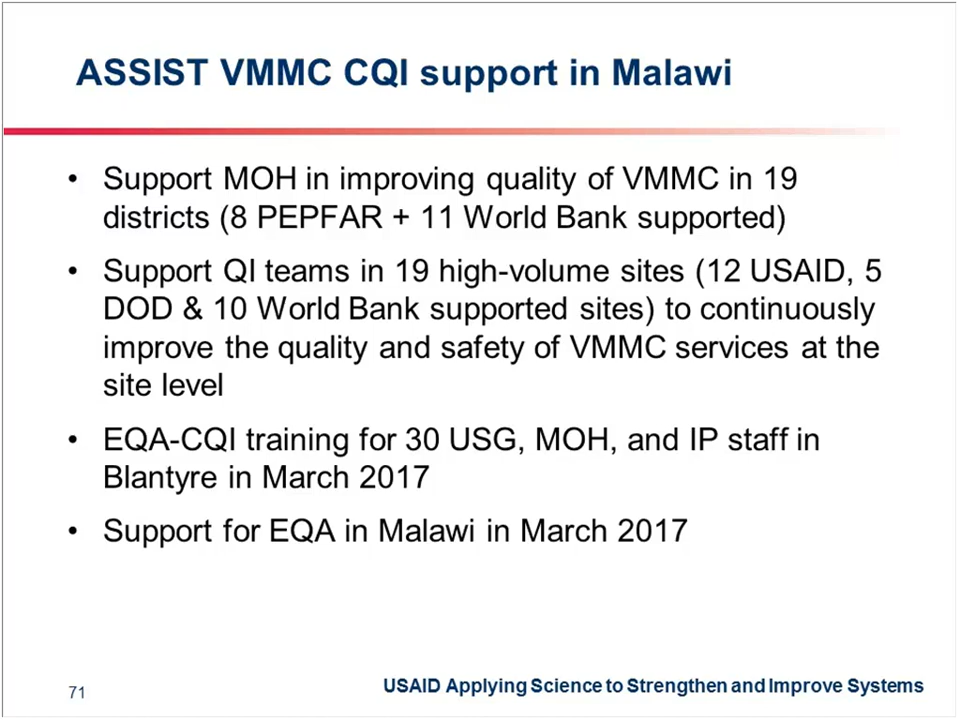 ASSIST VMMC CQI support in Malawi
• Support MOH in improving quality of VMMC in 19
districts (8 PEPFAR + 11 World Bank supported)
• Support QI teams in 19 high-volume sites (12 USAID, 5
DOD & 10 World Bank supported sites) to continuously
improve the quality and safety of VMMC services at the
site level
• EQA-CQI training for 30 USG, MOH, and IP staff in
Blantyre in March 2017
• Support for EQA in Malawi in March 2017
71
USAID Applying Science to Strengthen and Improve Systems